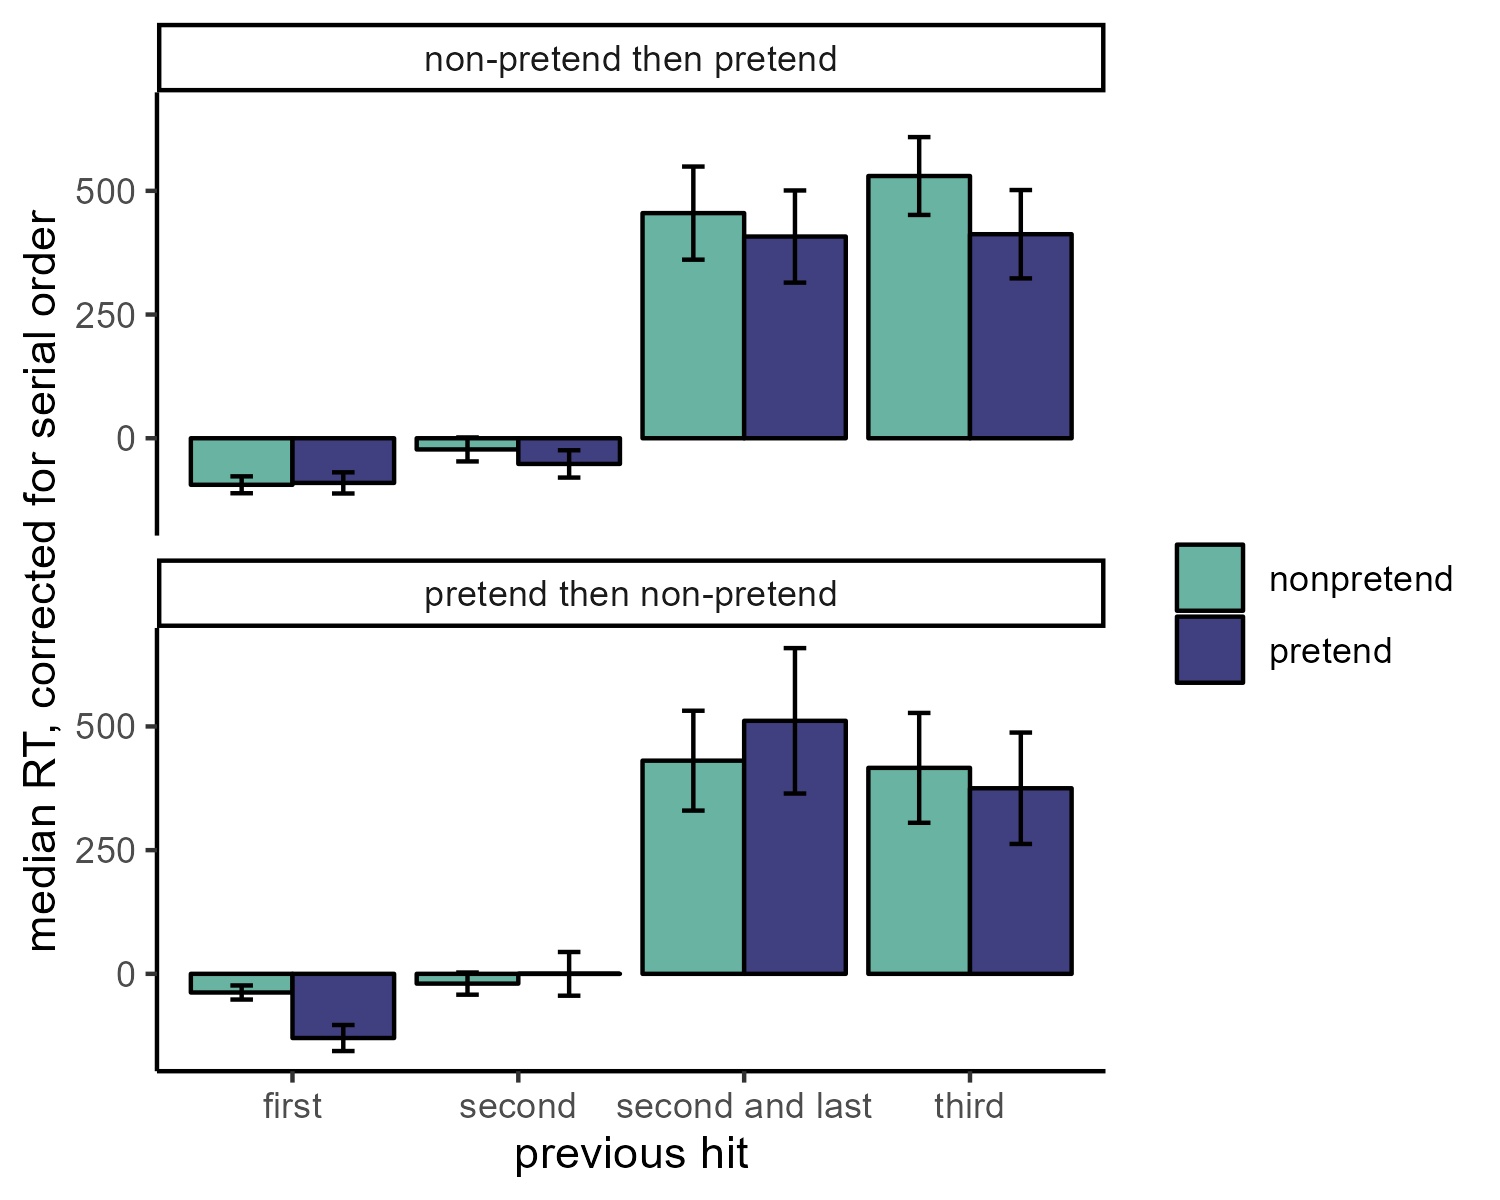 non-pretend then pretend
500
250
0
pretend then non-pretend
500
250
0
first second second and last third
previous hit
median RT, corrected for serial order
nonpretend
pretend